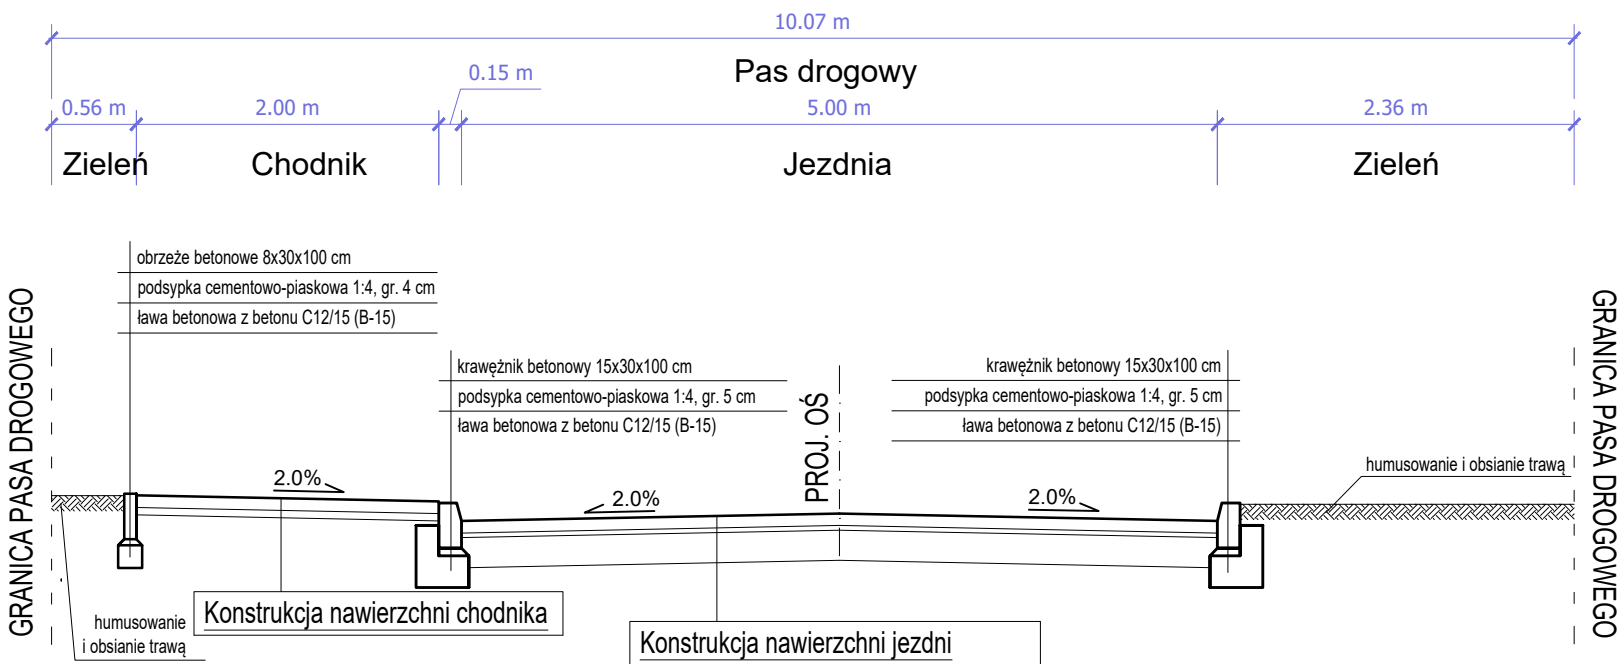 10.07 m
Pas drogowy
0.15 m
0.56 m 2.00 m 5.00 m 2.36 m
Zieleń Chodnik Jezdnia Zieleń
obrzeże betonowe 8x30x100 cm
podsypka cementowo-piaskowa 1:4, gr. 4 cm
ława betonowa z betonu C12/15 (B-15)
krawężnik betonowy 15x30x100 cm
podsypka cementowo-piaskowa 1:4, gr. 5 cm
ława betonowa z betonu C12/15 (B-15)
krawężnik betonowy 15x30x100 cm
podsypka cementowo-piaskowa 1:4, gr. 5 cm
ława betonowa z betonu C12/15 (B-15)
GRANICA PASA DROGOWEGO
PROJ. OŚ
GRANICA PASA DROGOWEGO
humusowanie i obsianie trawą
2.0%
2.0%
2.0%
Konstrukcja nawierzchni chodnika
humusowanie
i obsianie trawą
Konstrukcja nawierzchni jezdni